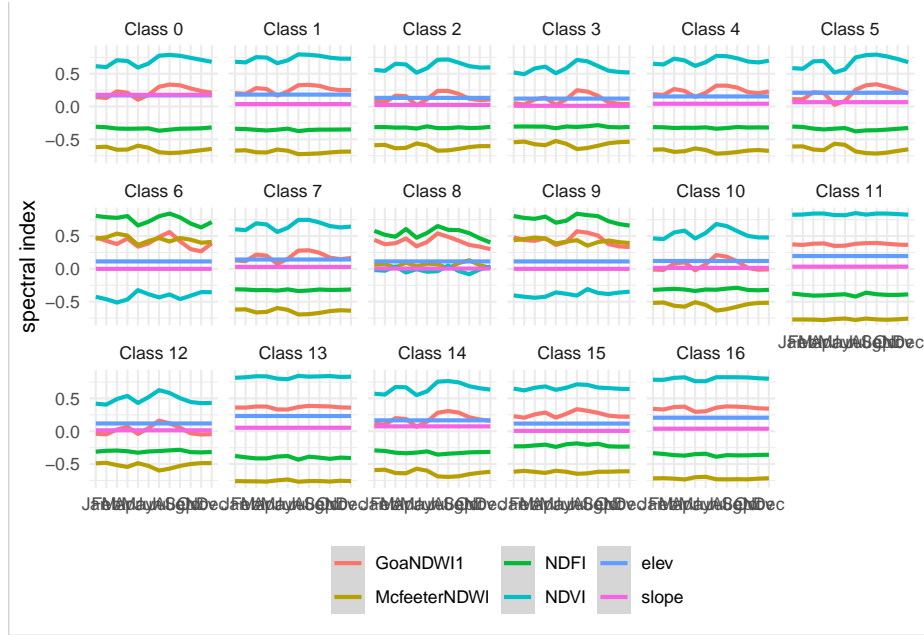 Class 0 Class 1 Class 2 Class 3 Class 4 Class 5
0.5
0.0
−0.5
Class 6 Class 7 Class 8 Class 9 Class 10 Class 11
0.5
0.0
−0.5
Class 12 Class 13 Class 14 Class 15 Class 16
0.5
0.0
−0.5
spectral index
GoaNDWI1 NDFI elev
McfeeterNDWI NDVI slope